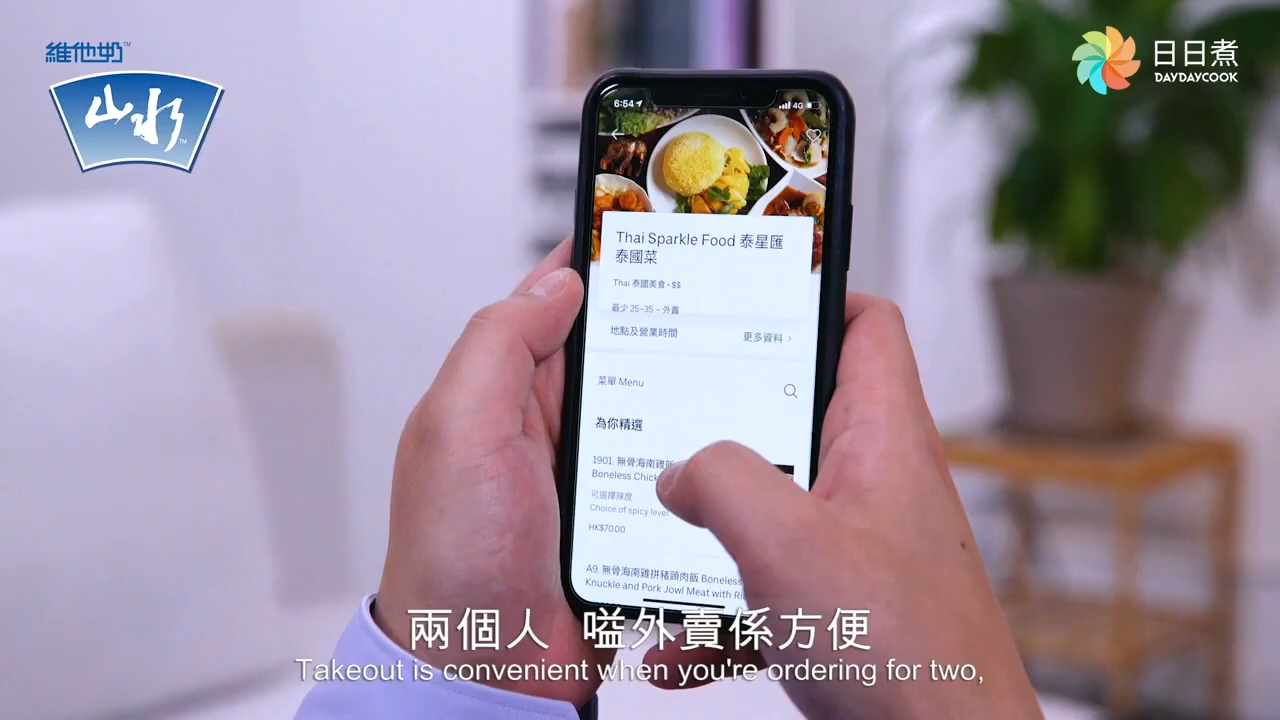 維他奶™
山水™
日日煮
DAYDAYCOOK
6:54
4G
Thai Sparkle Food 泰星匯
泰國菜
Thai 泰國美食 • $$
最少 25-35 – 外賣
地點及營業時間
更多資料
菜單 Menu
為你精選
1901. 無骨海南雞飯
Boneless Chick
可選擇辣度
Choice of spicy level
HK$70.00
A9. 無骨海南雞拼豬頸肉飯 Boneless
Knuckle and Pork Jowl Meat with Ri
兩個人 嗌外賣係方便
Takeout is convenient when you're ordering for two,